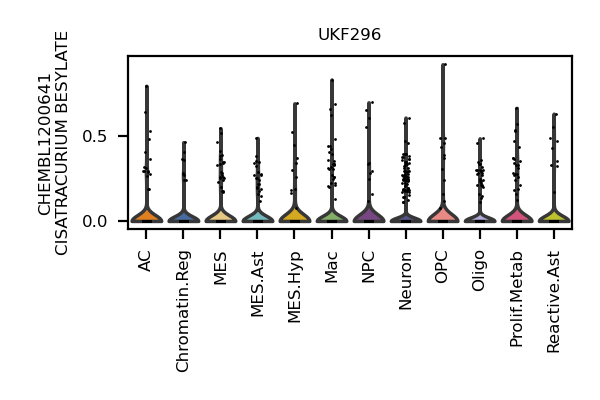 UKF296
CHEMBL1200641
CISATRACURIUM BESYLATE
0.5
0.0
AC
Chromatin.Reg
MES
MES.Ast
MES.Hyp
Mac
NPC
Neuron
OPC
Oligo
Prolif.Metab
Reactive.Ast